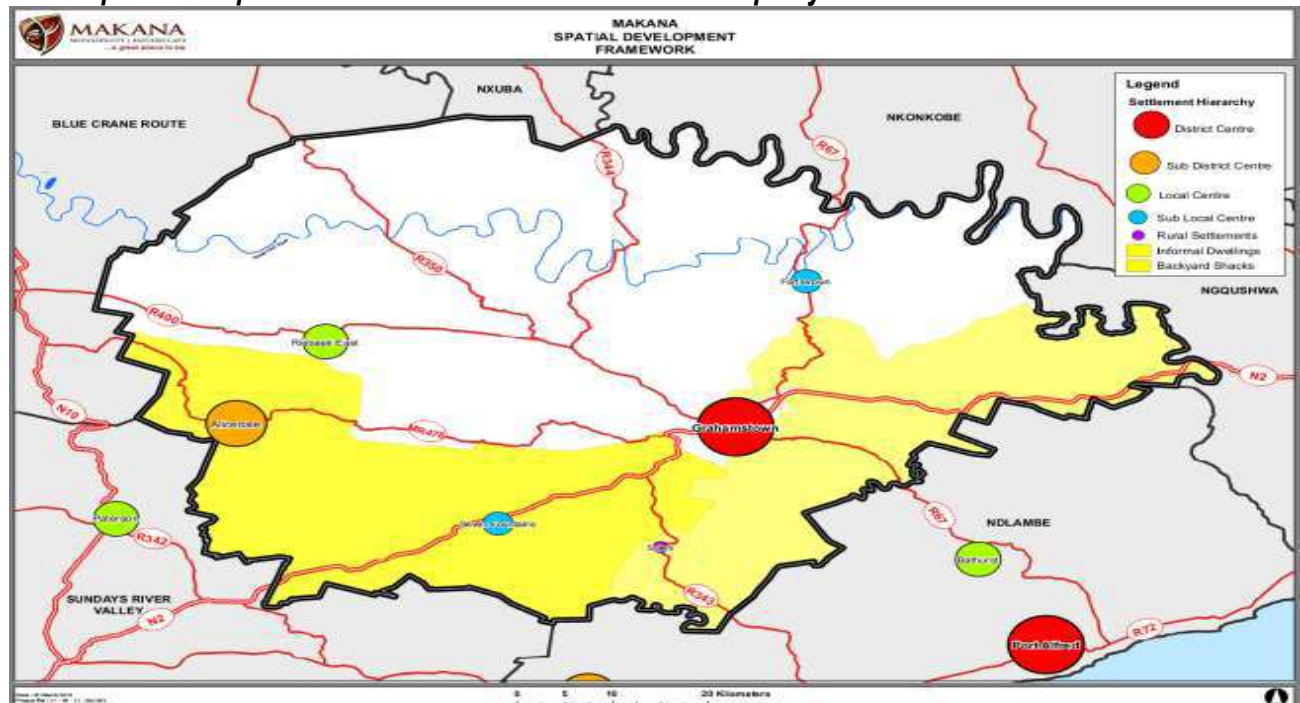 MAKANA
...a great place to be
MAKANA
SPATIAL DEVELOPMENT
FRAMEWORK
Legend
Settlement Hierarchy
District Centre
Sub District Centre
Local Centre
Sub Local Centre
Rural Settlements
Informal Dwellings
Backyard Shacks
NXUBA
BLUE CRANE ROUTE
NKONKOBE
R67
R344
R350
NGQUSHWA
R400
Riebeek East
N2
N10
Alicedale
MR476
Grahamstown
Paterson
R342
R67
NDLAMBE
Bathurst
SUNDAYS RIVER
VALLEY
R343
N2
Port Alfred
R72
0 5 10 20 Kilometers